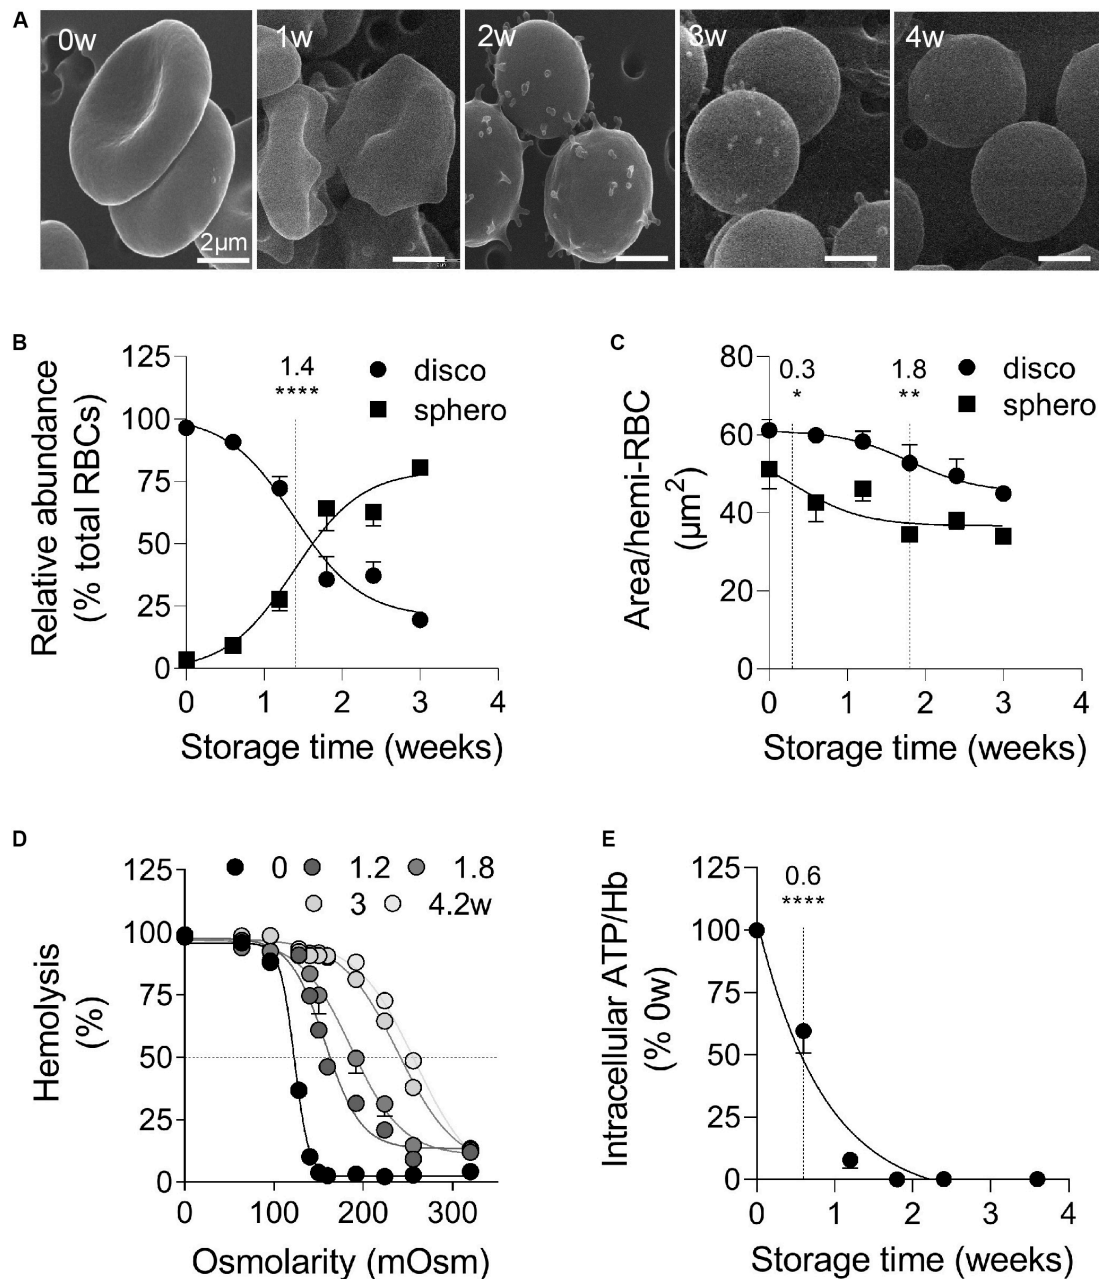 A
0w
1w
2w
3w
4w
2μm
B
Relative abundance
(% total RBCs)
125
100
75
50
25
0
1.4
****
disco
sphero
0 1 2 3 4
Storage time (weeks)
C
Area/hemi-RBC
(μm²)
80
60
40
20
0
0.3
*
1.8
**
disco
sphero
0 1 2 3 4
Storage time (weeks)
D
Hemolysis
(%)
125
100
75
50
25
0
0 1.2 1.8
3 4.2w
0 100 200 300
Osmolarity (mOsm)
E
Intracellular ATP/Hb
(% 0w)
125
100
75
50
25
0
0.6
****
0 1 2 3 4
Storage time (weeks)